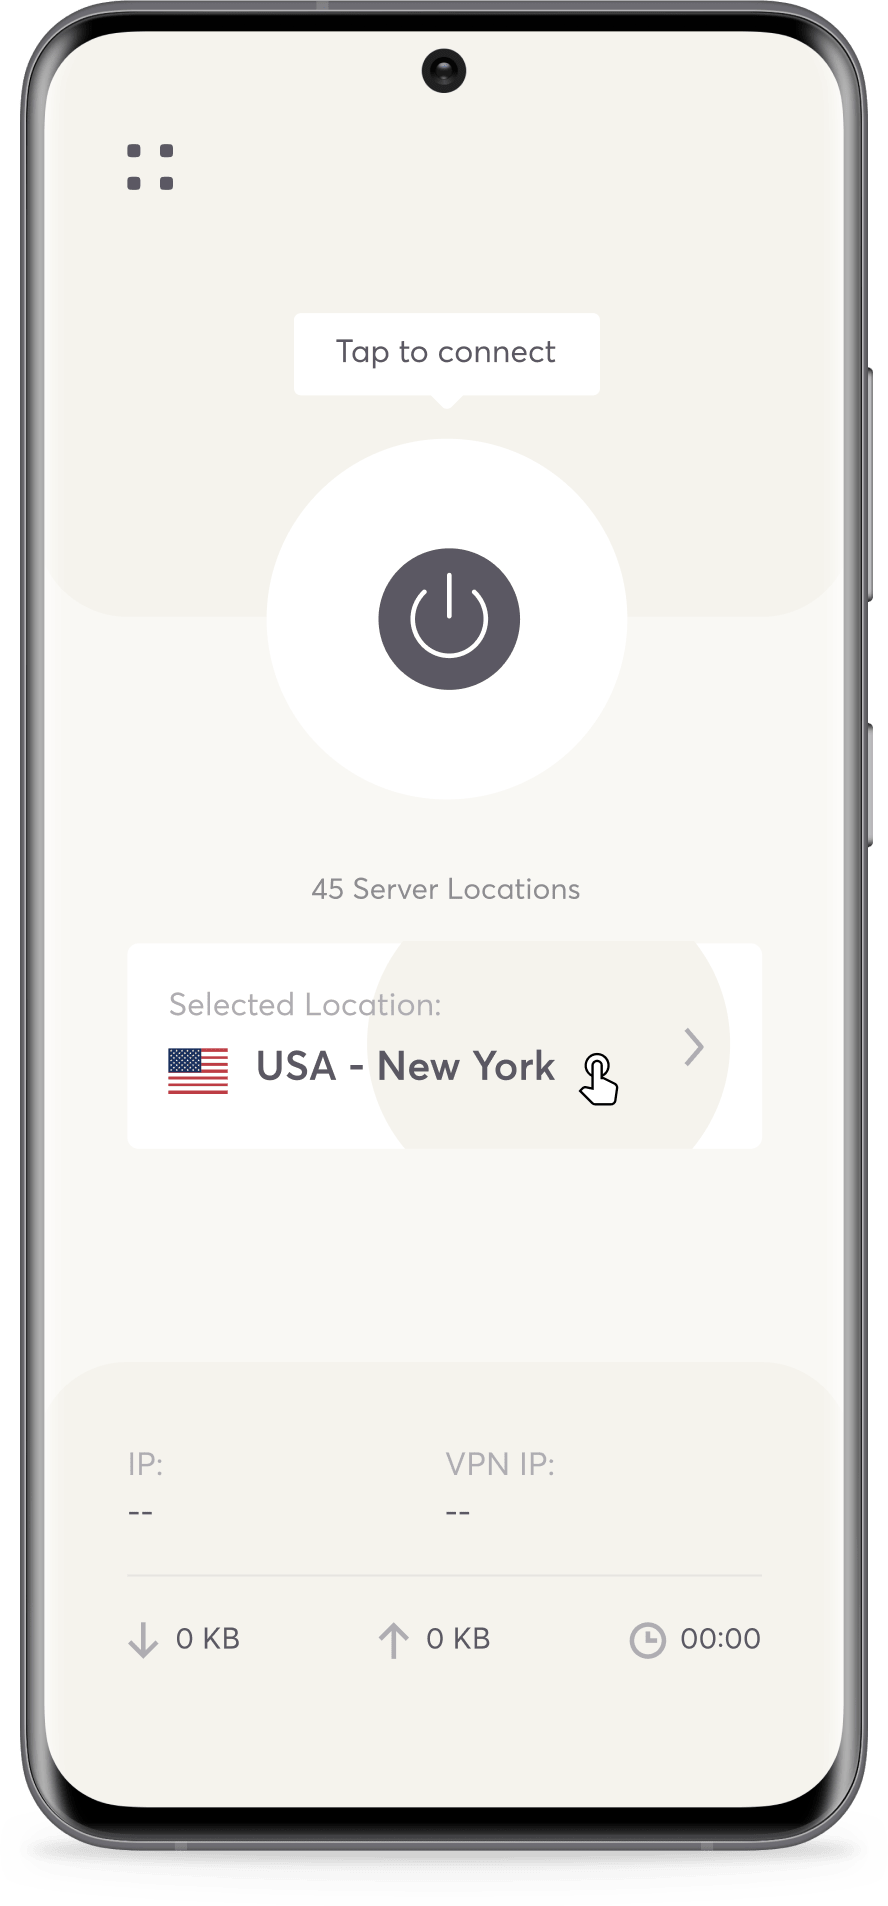 Tap to connect
45 Server Locations
Selected Location:
USA - New York
IP:
VPN IP:
--
--
0 KB
0 KB
00:00